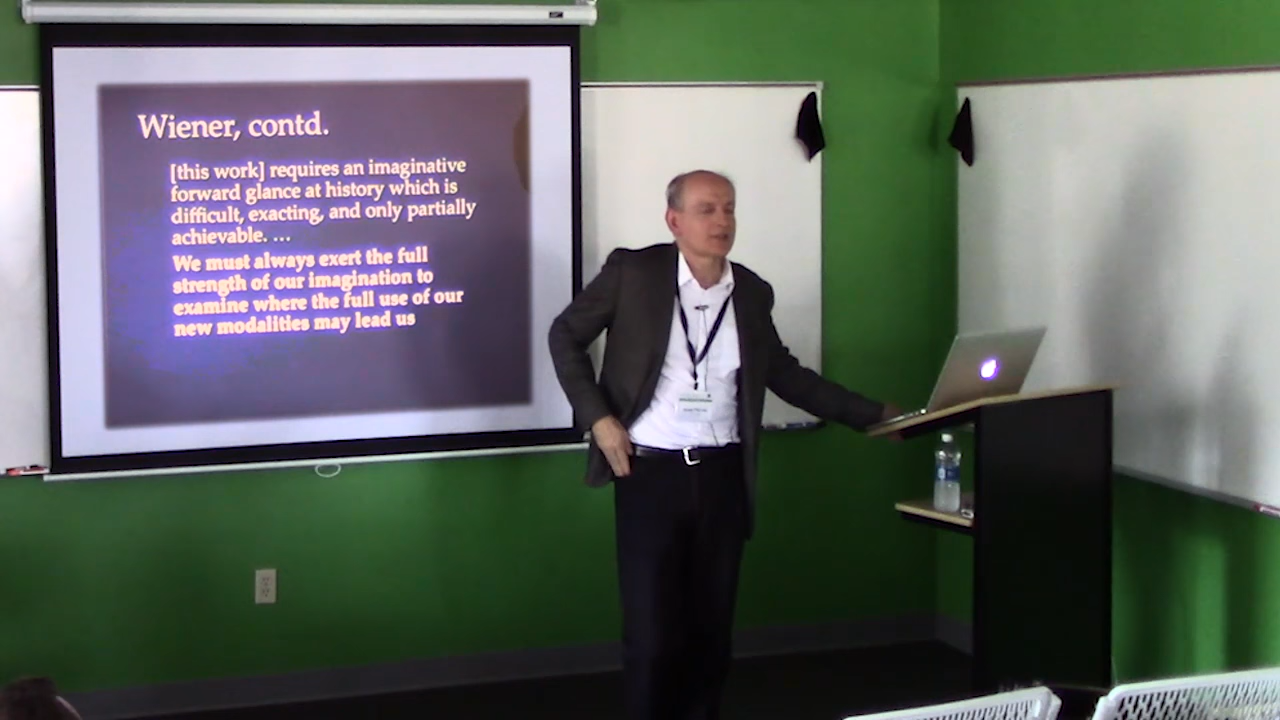 Wiener, contd.
[this work] requires an imaginative
forward glance at history which is
difficult, exacting, and only partially
achievable. ...
We must always exert the full
strength of our imagination to
examine where the full use of our
new modalities may lead us